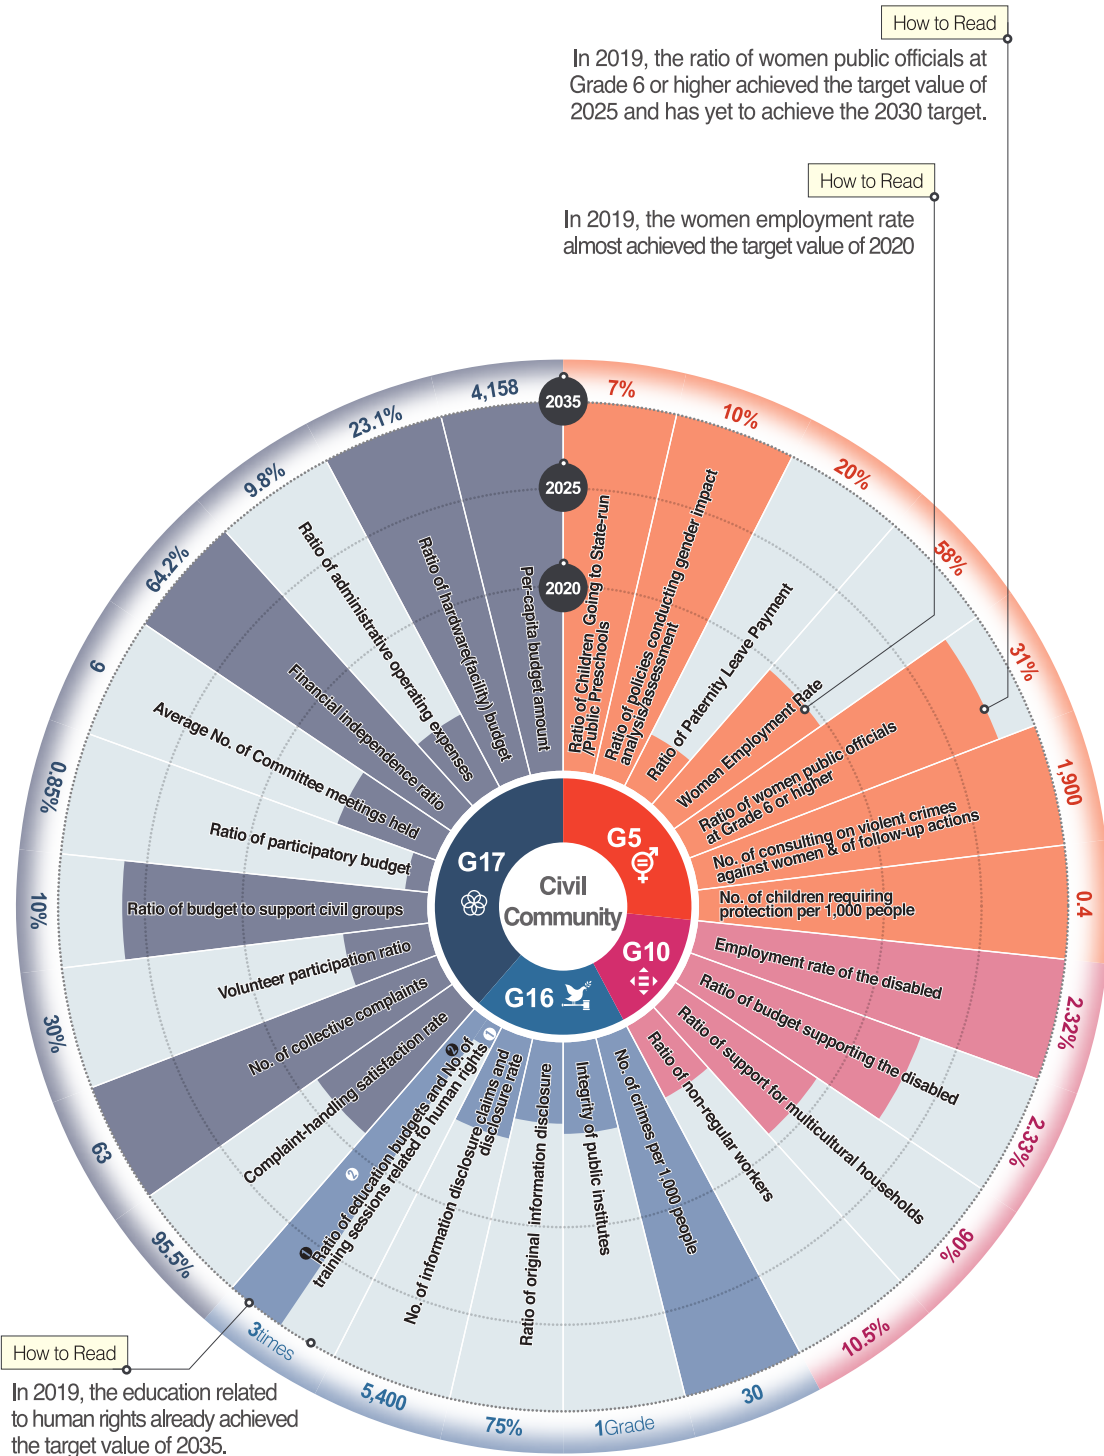 How to Read
In 2019, the ratio of women public officials at
Grade 6 or higher achieved the target value of
2025 and has yet to achieve the 2030 target.
How to Read
In 2019, the women employment rate
almost achieved the target value of 2020
2035
2025
2020
7%
10%
20%
58%
31%
1,900
0.4
2.32%
2.33%
90%
10.5%
30
1Grade
75%
5,400
3times
95.5%
63
30%
10%
0.85%
9
64.2%
9.8%
23.1%
4,158
Ratio of Children Going to State-run
/Public Preschools
Ratio of policies conducting gender impact
analysis/assessment
Ratio of Paternity Leave Payment
Women Employment Rate
Ratio of women public officials
at Grade 6 or higher
No. of consulting on violent crimes
against women & of follow-up actions
No. of children requiring
protection per 1,000 people
Employment rate of the disabled
Ratio of budget supporting the disabled
Ratio of support for multicultural households
Ratio of non-regular workers
No. of crimes per 1,000 people
Integrity of public institutes
Ratio of original information disclosure
No. of information disclosure claims and
disclosure rate
1 Ratio of education budgets and No. of 2
training sessions related to human rights 1
2
Complaint-handling satisfaction rate
No. of collective complaints
Volunteer participation ratio
Ratio of budget to support civil groups
Ratio of participatory budget
Average No. of Committee meetings held
Financial independence ratio
Ratio of administrative operating expenses
Ratio of hardware(facility) budget
Per-capita budget amount
G5
G10
G16
G17
Civil
Community
How to Read
In 2019, the education related
to human rights already achieved
the target value of 2035.